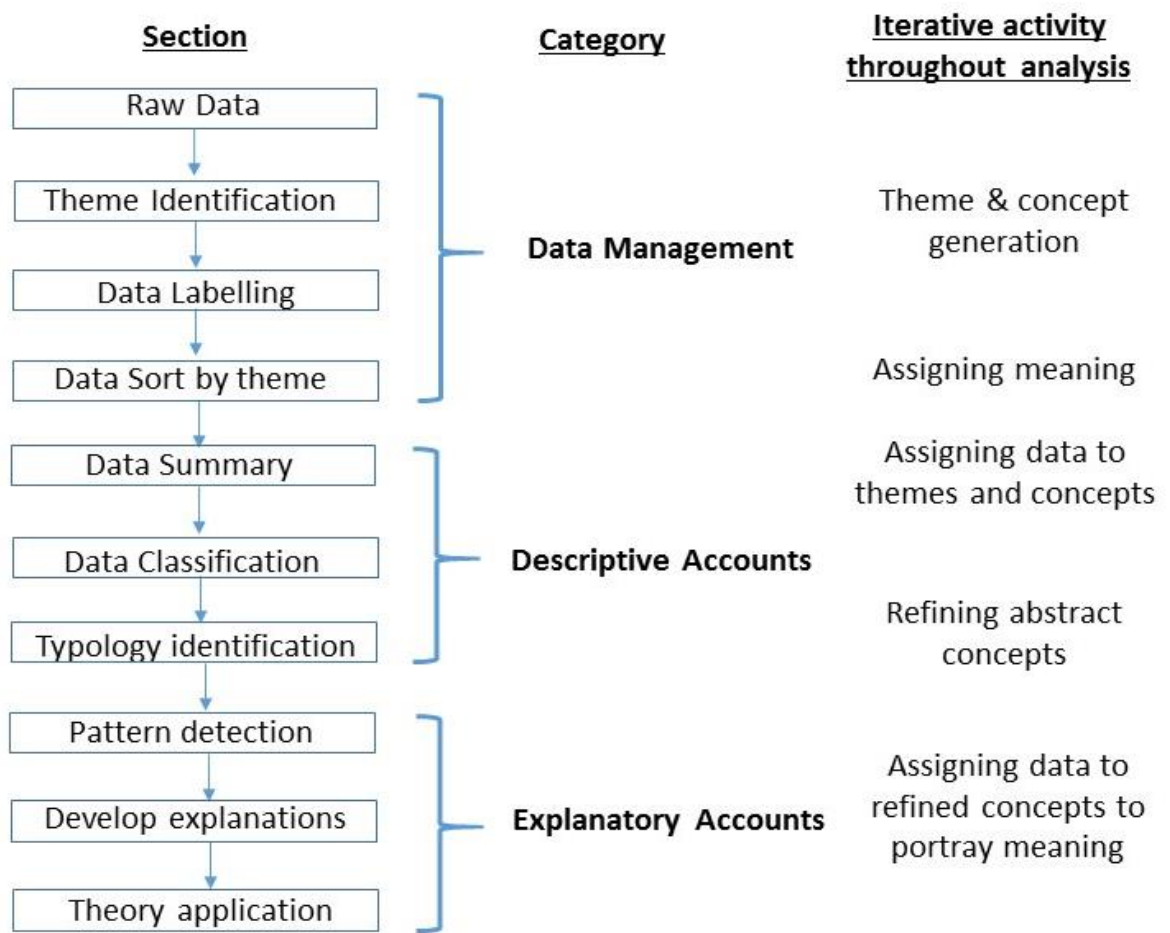 Section
Category
Iterative activity
throughout analysis
Raw Data
Theme Identification
Data Labelling
Data Sort by theme
Data Summary
Data Classification
Typology identification
Pattern detection
Develop explanations
Theory application
Data Management
Descriptive Accounts
Explanatory Accounts
Theme & concept
generation
Assigning meaning
Assigning data to
themes and concepts
Refining abstract
concepts
Assigning data to
refined concepts to
portray meaning